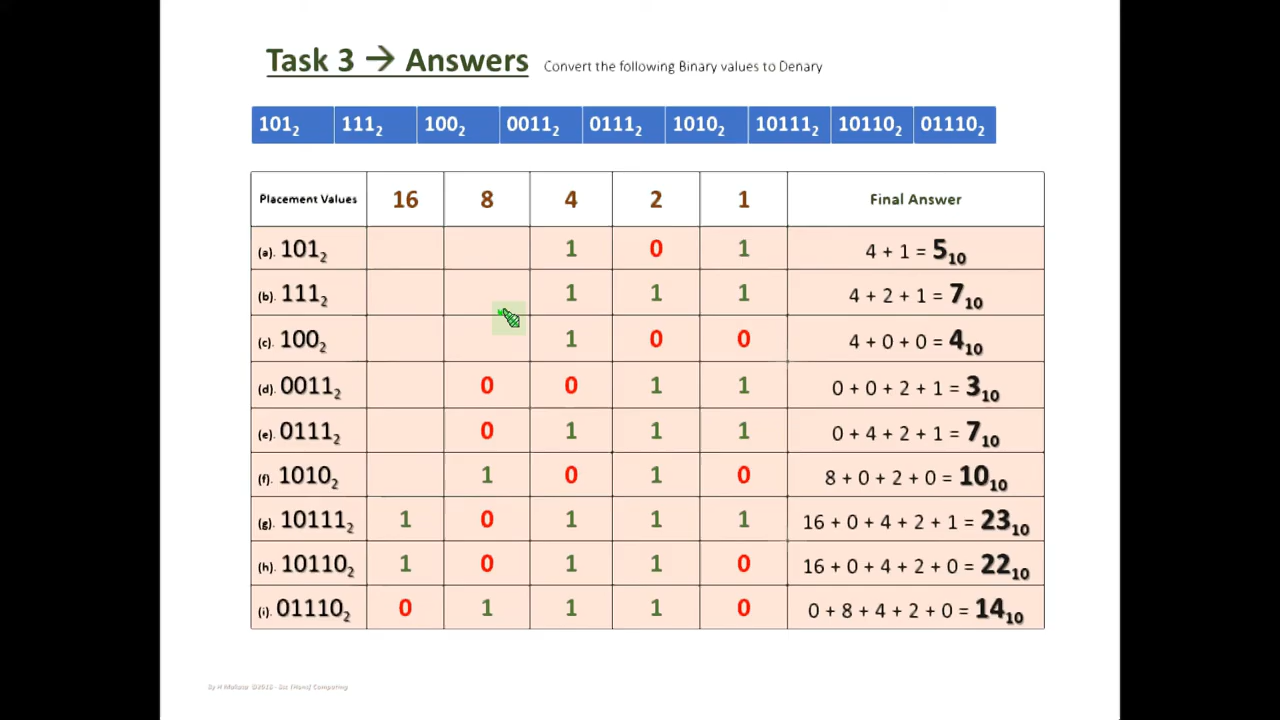 Task 3 → Answers Convert the following Binary values to Denary
101₂ 111₂ 100₂ 0011₂ 0111₂ 1010₂ 10111₂ 10110₂ 01110₂
Placement Values 16 8 4 2 1 Final Answer
(a). 101₂ 1 0 1 4 + 1 = 5₁₀
(b). 111₂ 1 1 1 4 + 2 + 1 = 7₁₀
(c). 100₂ 1 0 0 4 + 0 + 0 = 4₁₀
(d). 0011₂ 0 0 1 1 0 + 0 + 2 + 1 = 3₁₀
(e). 0111₂ 0 1 1 1 0 + 4 + 2 + 1 = 7₁₀
(f). 1010₂ 1 0 1 0 8 + 0 + 2 + 0 = 10₁₀
(g). 10111₂ 1 0 1 1 1 16 + 0 + 4 + 2 + 1 = 23₁₀
(h). 10110₂ 1 0 1 1 0 16 + 0 + 4 + 2 + 0 = 22₁₀
(i). 01110₂ 0 1 1 1 0 0 + 8 + 4 + 2 + 0 = 14₁₀
By H Computing